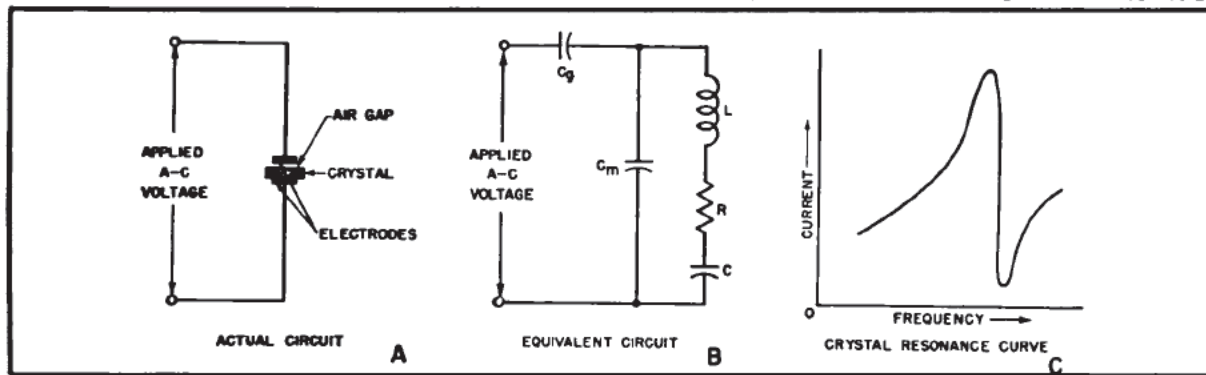 APPLIED
A-C
VOLTAGE
AIR GAP
CRYSTAL
ELECTRODES
ACTUAL CIRCUIT
A
Cg
APPLIED
A-C
VOLTAGE
Cm
L
R
C
EQUIVALENT CIRCUIT
B
CURRENT
O
FREQUENCY
CRYSTAL RESONANCE CURVE
C